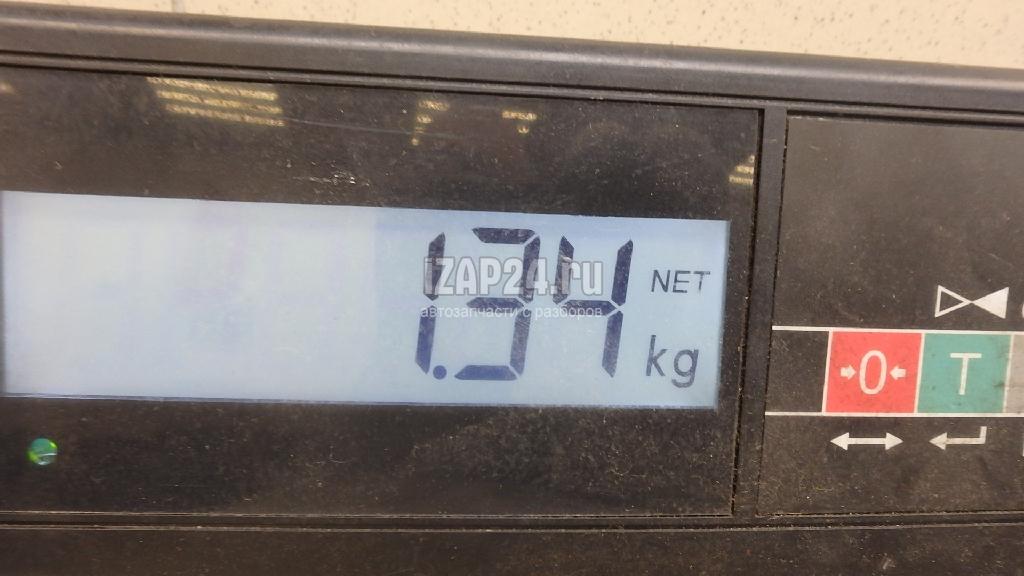 1.34
NET
kg
iZAP24.ru
автозапчасти с разборов
0
T